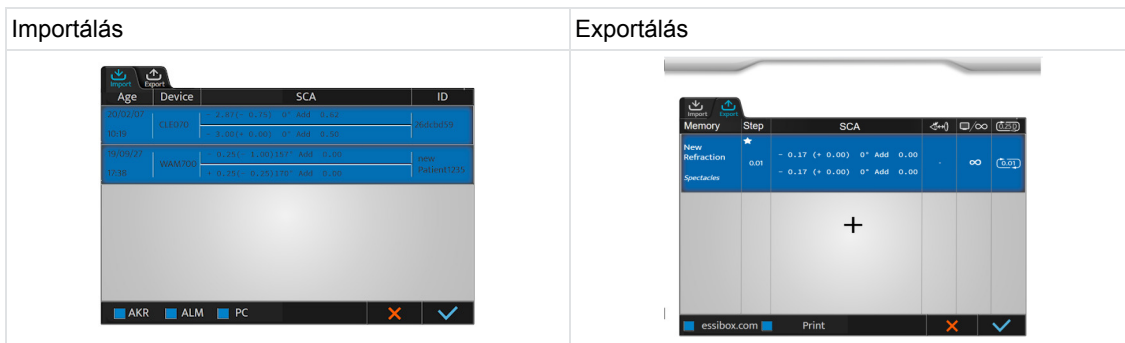 Importálás
Exportálás
Import Export
Age Device SCA ID
20/02/07
10:19
CLE07D
- 2.87(- 0.75) 0° Add 0.62
- 3.00(+ 0.00) 0° Add 0.50
26dcbd59
19/09/27
17:38
WAM700
- 0.25(- 1.00)157° Add 0.00
+ 0.25(- 0.25)170° Add 0.00
new
Patient1235
AKR ALM PC
Import Export
Memory Step SCA
New
Refraction
Spectacles
0.01
- 0.17 (+ 0.00) 0° Add 0.00
- 0.17 (+ 0.00) 0° Add 0.00
∞
0.01
essibox.com Print